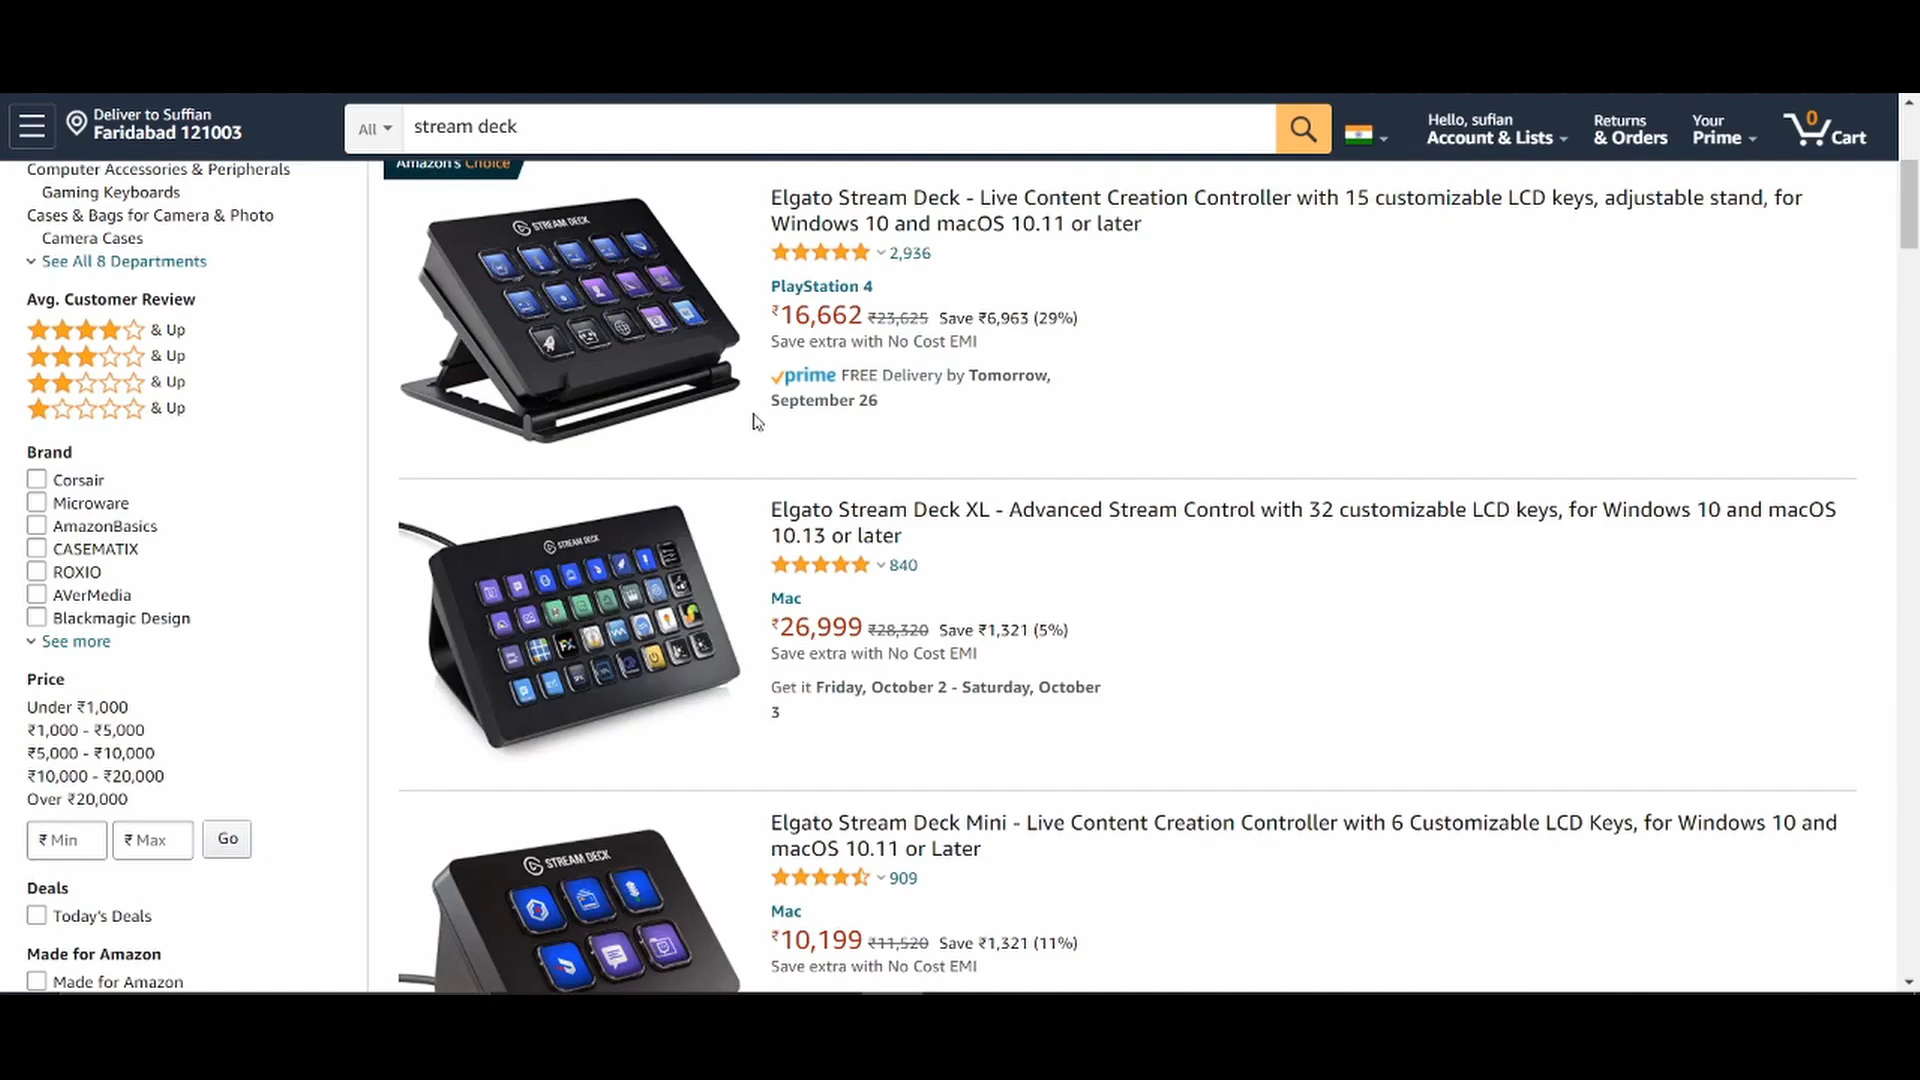 Deliver to Suffian
Faridabad 121003
All
stream deck
Hello, sufian
Account & Lists
Returns
& Orders
Your
Prime
0
Cart
Computer Accessories & Peripherals
Gaming Keyboards
Cases & Bags for Camera & Photo
Camera Cases
See All 8 Departments
Avg. Customer Review
& Up
& Up
& Up
& Up
Brand
Corsair
Microware
AmazonBasics
CASEMATIX
ROXIO
AVerMedia
Blackmagic Design
See more
Price
Under ₹1,000
₹1,000 - ₹5,000
₹5,000 - ₹10,000
₹10,000 - ₹20,000
Over ₹20,000
₹ Min
₹ Max
Go
Deals
Today's Deals
Made for Amazon
Made for Amazon
Amazon's Choice
STREAM DECK
Elgato Stream Deck - Live Content Creation Controller with 15 customizable LCD keys, adjustable stand, for
Windows 10 and macOS 10.11 or later
2,936
PlayStation 4
₹16,662 ₹23,625 Save ₹6,963 (29%)
Save extra with No Cost EMI
prime FREE Delivery by Tomorrow,
September 26
STREAM DECK
Elgato Stream Deck XL - Advanced Stream Control with 32 customizable LCD keys, for Windows 10 and macOS
10.13 or later
840
Mac
₹26,999 ₹28,320 Save ₹1,321 (5%)
Save extra with No Cost EMI
Get it Friday, October 2 - Saturday, October
3
STREAM DECK
Elgato Stream Deck Mini - Live Content Creation Controller with 6 Customizable LCD Keys, for Windows 10 and
macOS 10.11 or Later
909
Mac
₹10,199 ₹11,520 Save ₹1,321 (11%)
Save extra with No Cost EMI